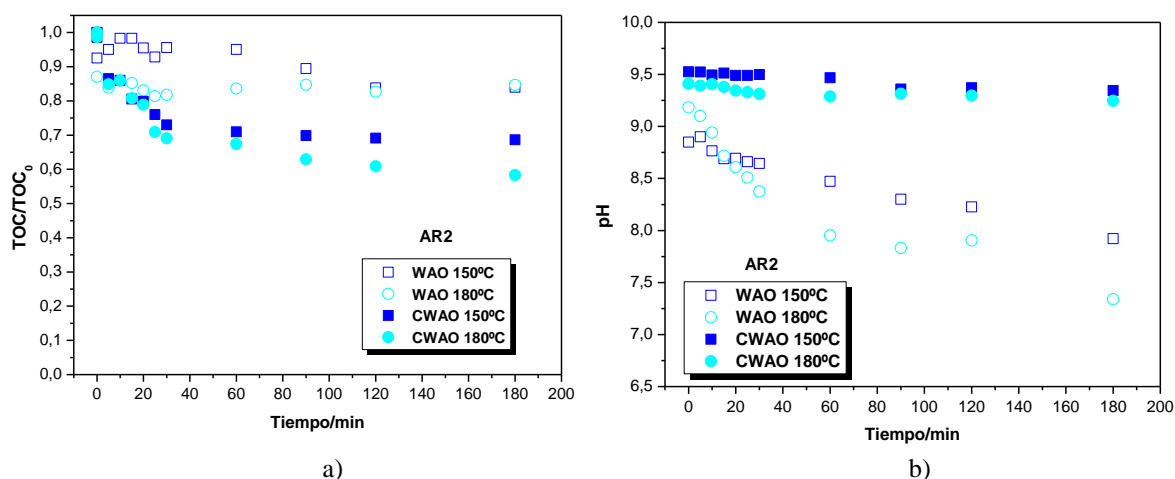 1,0
0,9
0,8
0,7
0,6
0,5
0,4
0,3
0,2
0,1
0,0
TOC/TOC0
AR2
WAO 150ºC
WAO 180ºC
CWAO 150ºC
CWAO 180ºC
0 20 40 60 80 100 120 140 160 180 200
Tiempo/min
a)
10,0
9,5
9,0
8,5
8,0
7,5
7,0
6,5
pH
AR2
WAO 150ºC
WAO 180ºC
CWAO 150ºC
CWAO 180ºC
0 20 40 60 80 100 120 140 160 180 200
Tiempo/min
b)